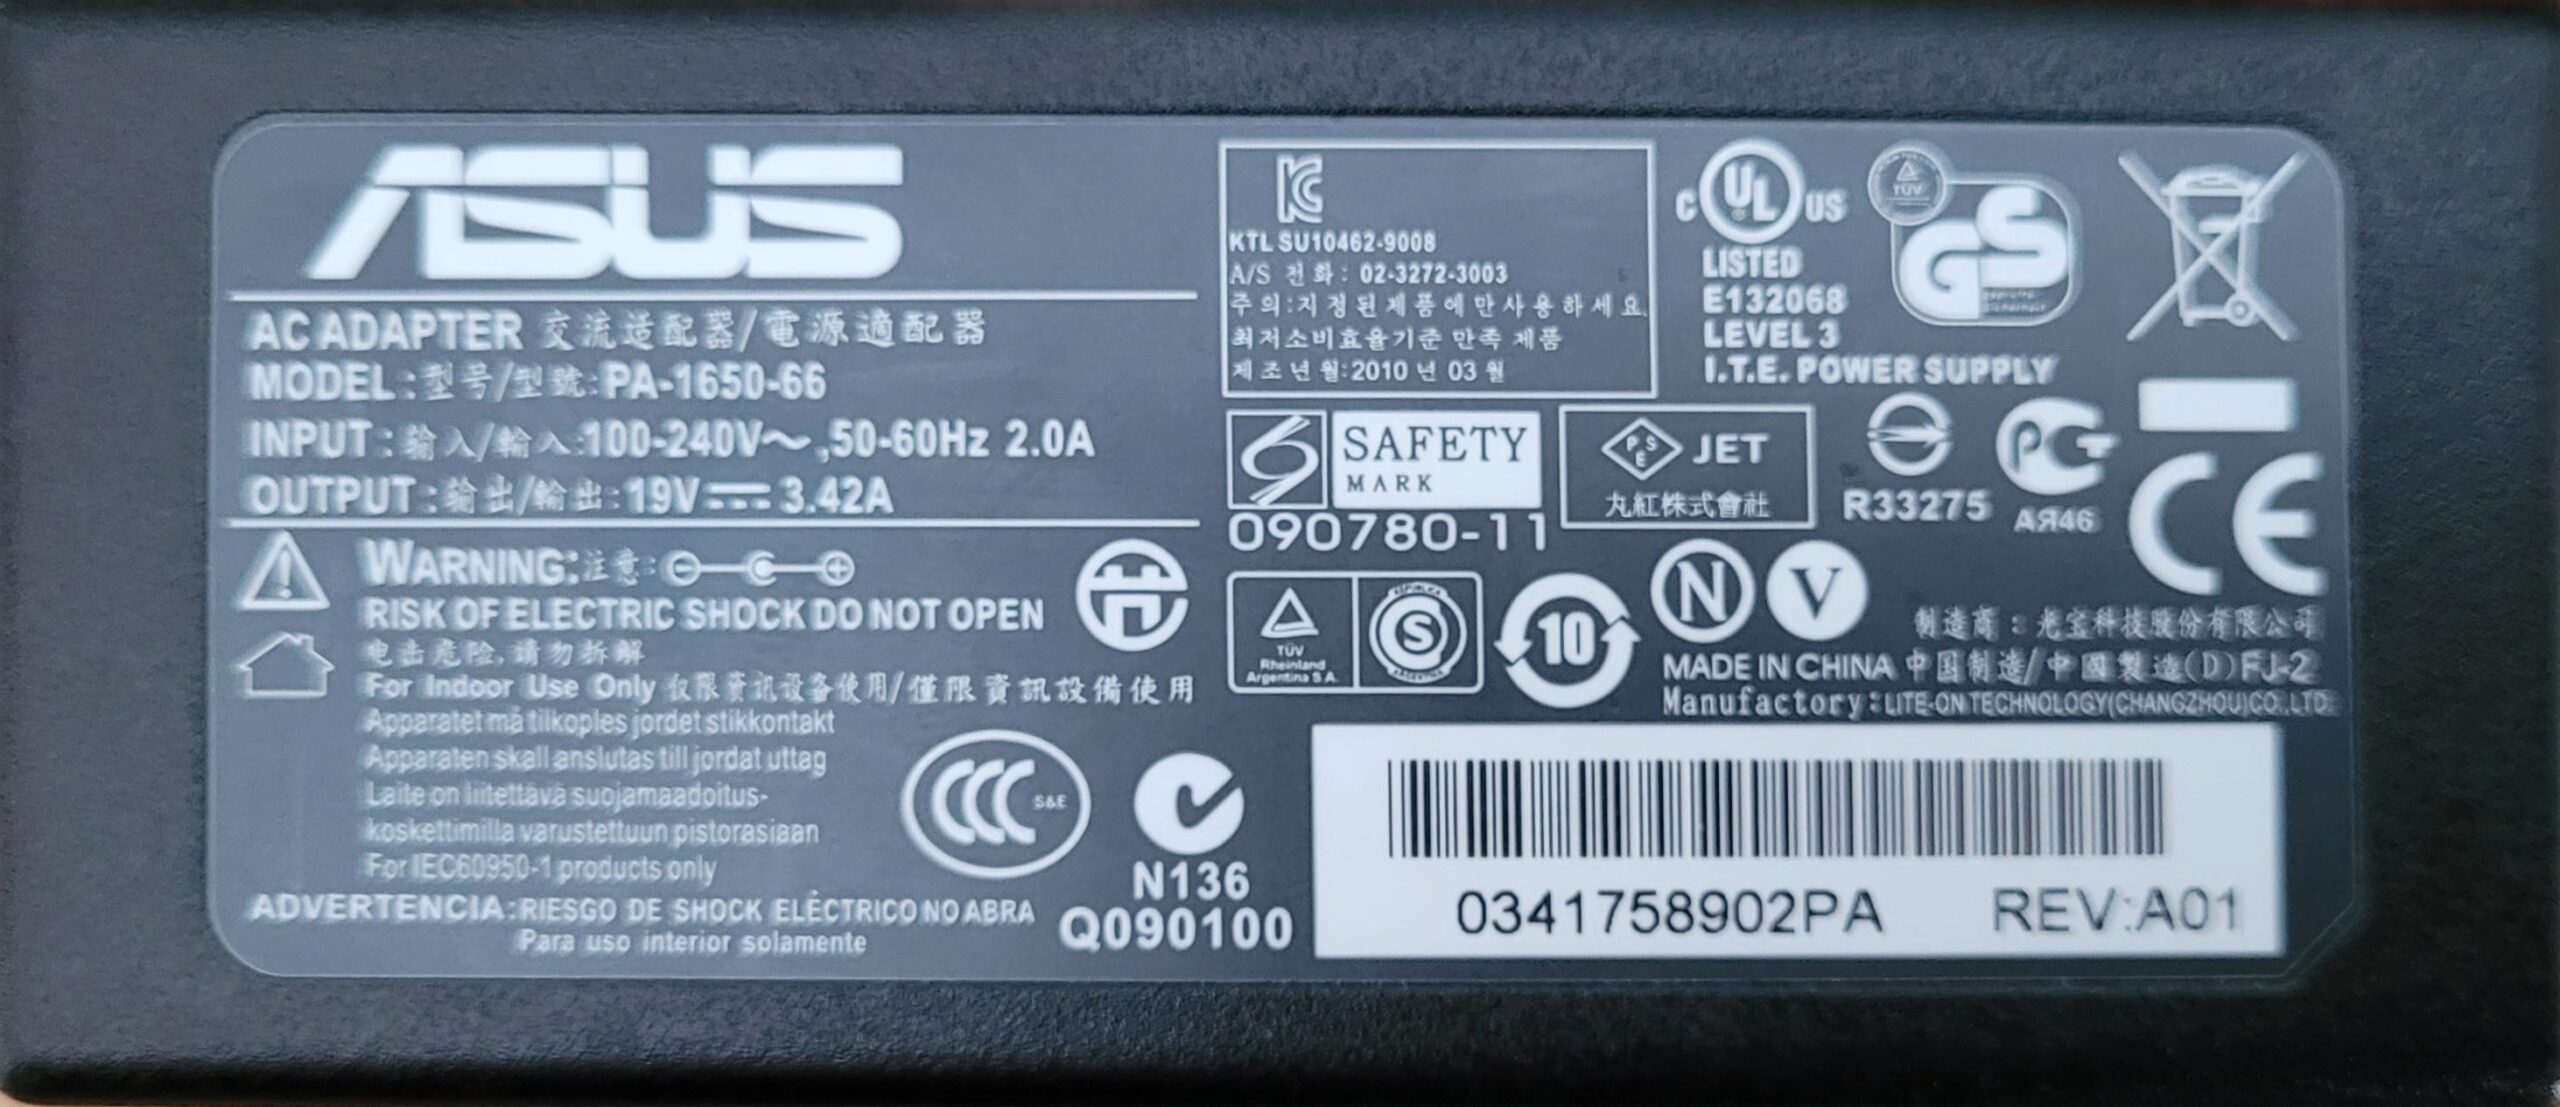 ASUS
AC ADAPTER 交流适配器/電源適配器
MODEL:型号/型號:PA-1650-66
INPUT:输入/輸入:100-240V～,50-60Hz 2.0A
OUTPUT:输出/輸出:19V⎓3.42A
WARNING:注意:
RISK OF ELECTRIC SHOCK DO NOT OPEN
电击危险,請勿拆解
For Indoor Use Only 仅限資訊设备使用/僅限資訊設備使用
Apparatet må tilkoples jordet stikkontakt
Apparaten skall anslutas till jordat uttag
Laite on liitettävä suojamaadoitus-
koskettimilla varustettuun pistorasiaan
For IEC60950-1 products only
ADVERTENCIA:RIESGO DE SHOCK ELÉCTRICO NO ABRA
Para uso interior solamente
CCC S&E
N136
Q090100
KC
KTL SU10462-9008
A/S 전화: 02-3272-3003
주의:지정된제품에만사용하세요.
최저소비효율기준 만족 제품
제조년월:2010 년 03 월
C UL US
LISTED
E132068
LEVEL 3
I.T.E. POWER SUPPLY
TÜV
GS
SAFETY
MARK
090780-11
PSE JET
丸紅株式會社
R33275
PCT
АЯ46
CE
TÜV
Rheinland
Argentina S.A.
S
10
N V
制造商:光宝科技股份有限公司
MADE IN CHINA 中国制造/中國製造(D)FJ-2
Manufactory:LITE-ON TECHNOLOGY(CHANGZHOU)CO.,LTD.
0341758902PA REV:A01